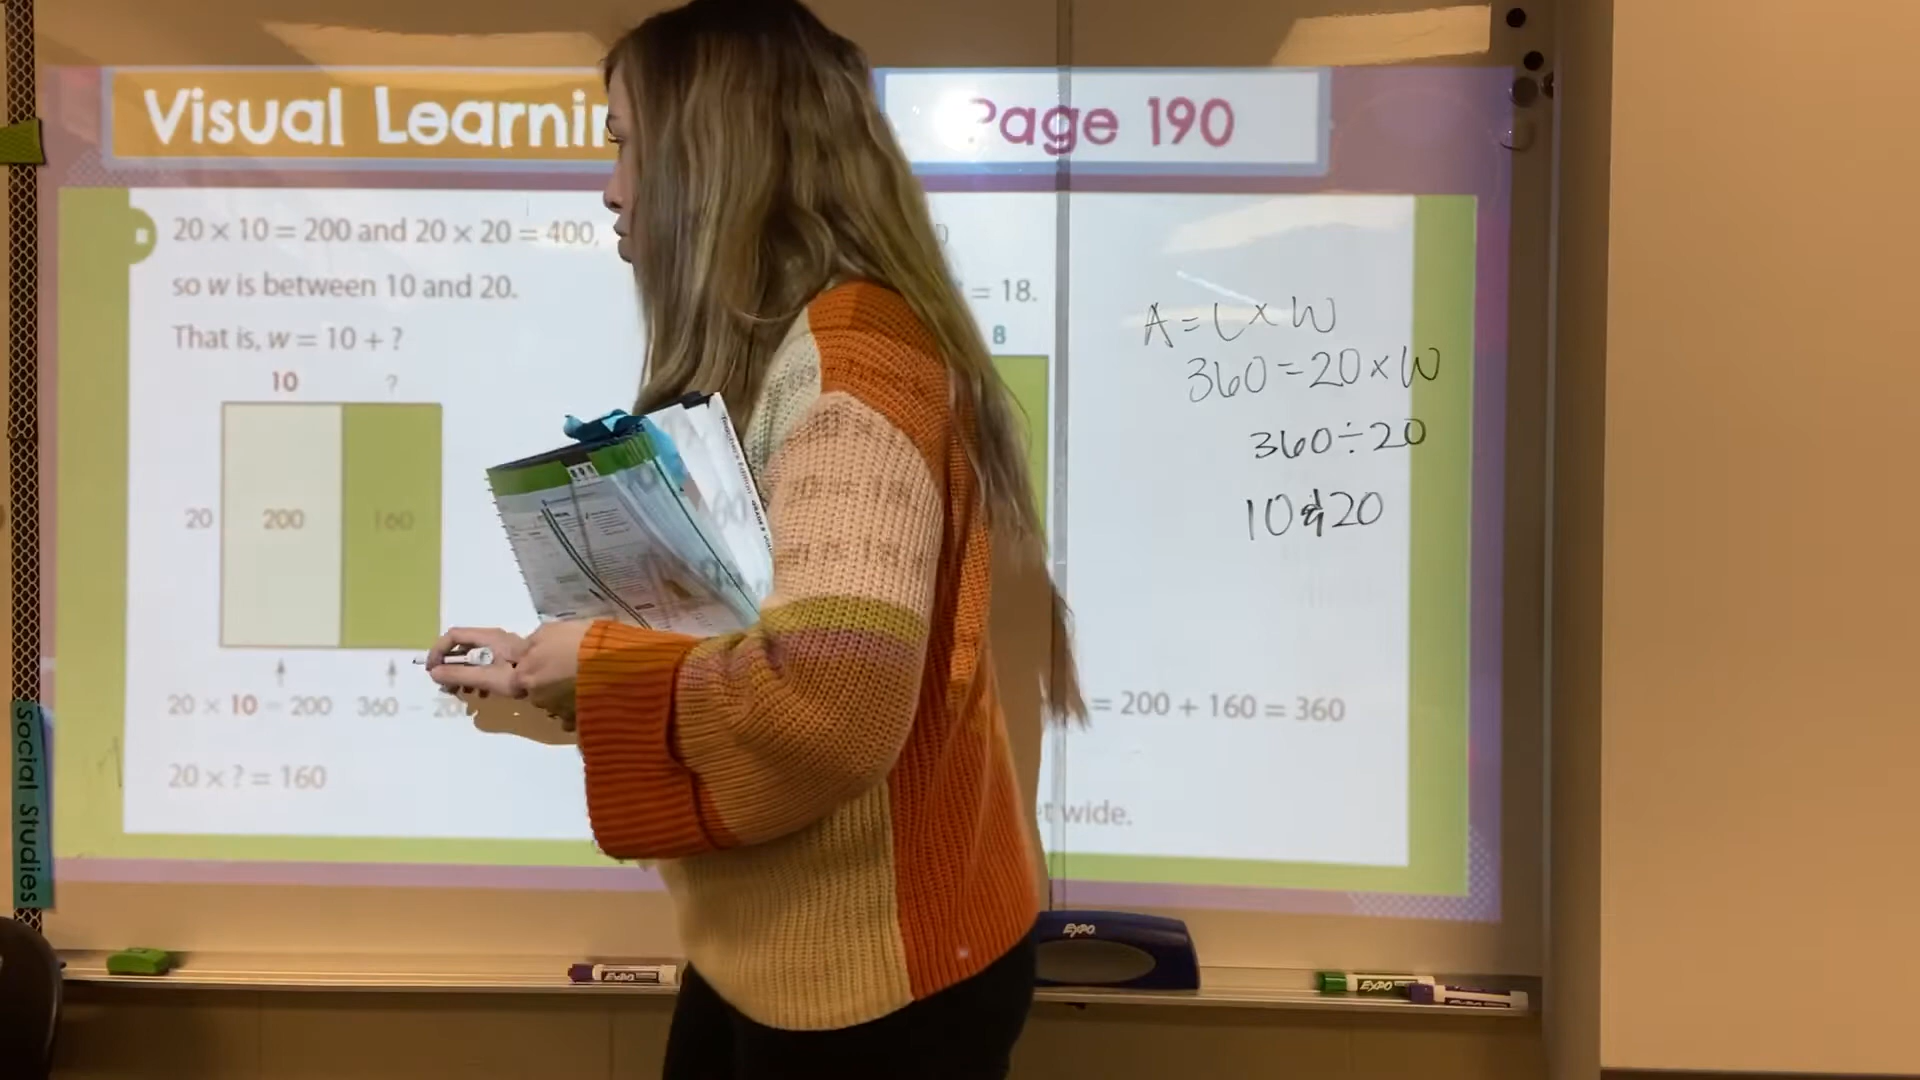 Visual Learnin
Page 190
20 × 10 = 200 and 20 × 20 = 400,
so w is between 10 and 20.
That is, w = 10 + ?
10 ?
20 200 160
20 × 10 = 200 360 − 20
20 × ? = 160
= 18.
8
= 200 + 160 = 360
wide.
A = L × W
360 = 20 × W
360 ÷ 20
10 & 20
Social Studies
EXPO
EXPO
EXPO